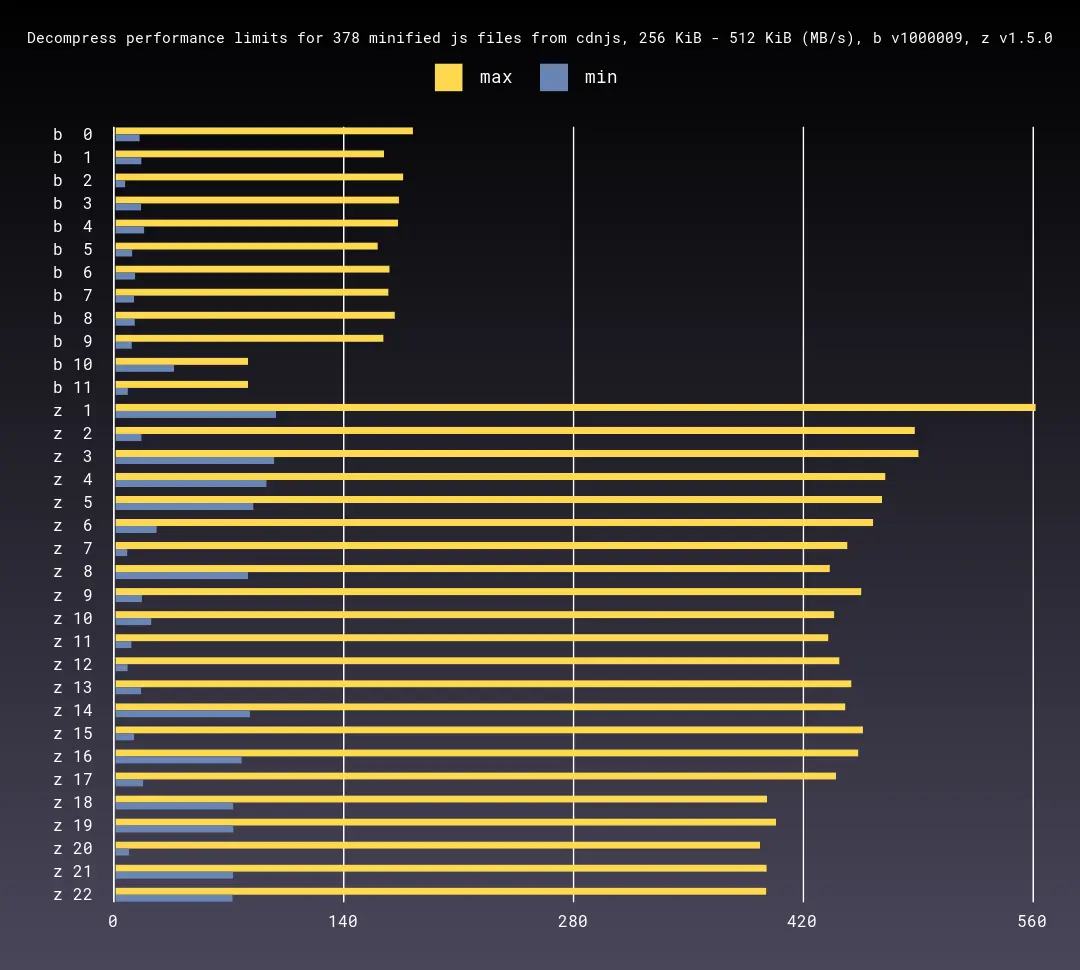 Decompress performance limits for 378 minified js files from cdnjs, 256 KiB - 512 KiB (MB/s), b v1000009, z v1.5.0
max min
b 0
b 1
b 2
b 3
b 4
b 5
b 6
b 7
b 8
b 9
b 10
b 11
z 1
z 2
z 3
z 4
z 5
z 6
z 7
z 8
z 9
z 10
z 11
z 12
z 13
z 14
z 15
z 16
z 17
z 18
z 19
z 20
z 21
z 22
0 140 280 420 560